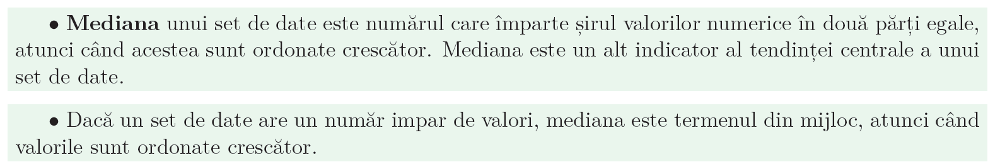 • Mediana unui set de date este numărul care împarte șirul valorilor numerice în două părți egale,
atunci când acestea sunt ordonate crescător. Mediana este un alt indicator al tendinței centrale a unui
set de date.
• Dacă un set de date are un număr impar de valori, mediana este termenul din mijloc, atunci când
valorile sunt ordonate crescător.